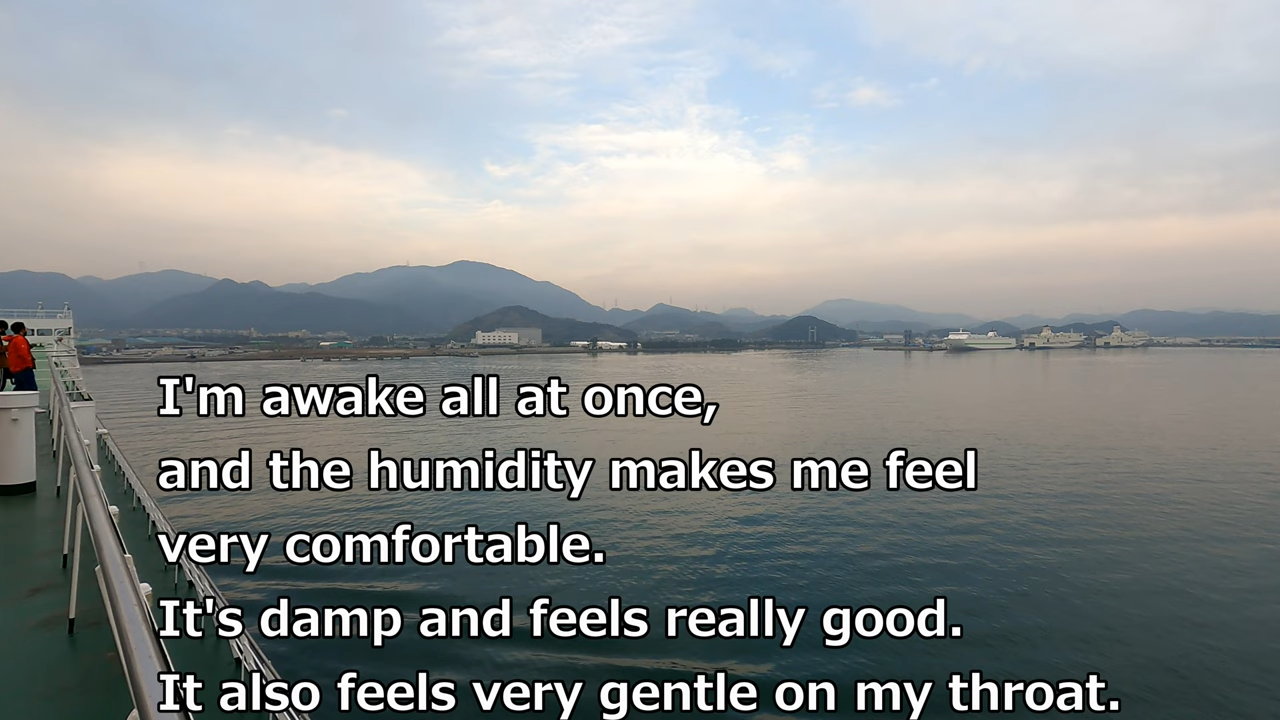 I'm awake all at once,
and the humidity makes me feel
very comfortable.
It's damp and feels really good.
It also feels very gentle on my throat.